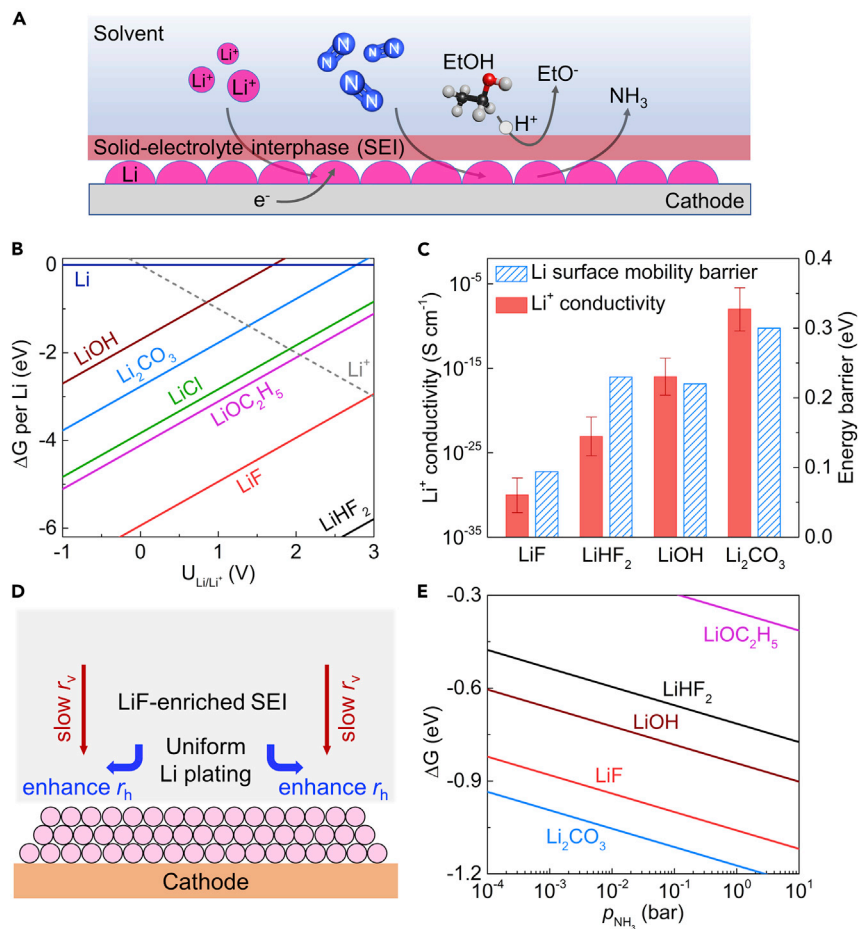 A
Solvent
Li⁺
Li⁺
Li⁺
N
N
N
N
N
N
EtOH
EtO⁻
H⁺
NH₃
Solid-electrolyte interphase (SEI)
Li
e⁻
Cathode
B
ΔG per Li (eV)
0
-2
-4
-6
Li
LiOH
Li₂CO₃
LiCl
LiOC₂H₅
Li⁺
LiF
LiHF₂
-1 0 1 2 3
U Li/Li⁺ (V)
C
Li⁺ conductivity (S cm⁻¹)
10⁻⁵
10⁻¹⁵
10⁻²⁵
10⁻³⁵
Li surface mobility barrier
Li⁺ conductivity
0.4
0.3
0.2
0.1
0.0
Energy barrier (eV)
LiF LiHF₂ LiOH Li₂CO₃
D
slow rᵥ
LiF-enriched SEI
slow rᵥ
Uniform
Li plating
enhance rₕ
enhance rₕ
Cathode
E
ΔG (eV)
-0.3
-0.6
-0.9
-1.2
LiOC₂H₅
LiHF₂
LiOH
LiF
Li₂CO₃
10⁻⁴ 10⁻³ 10⁻² 10⁻¹ 10⁰ 10¹
p NH₃ (bar)